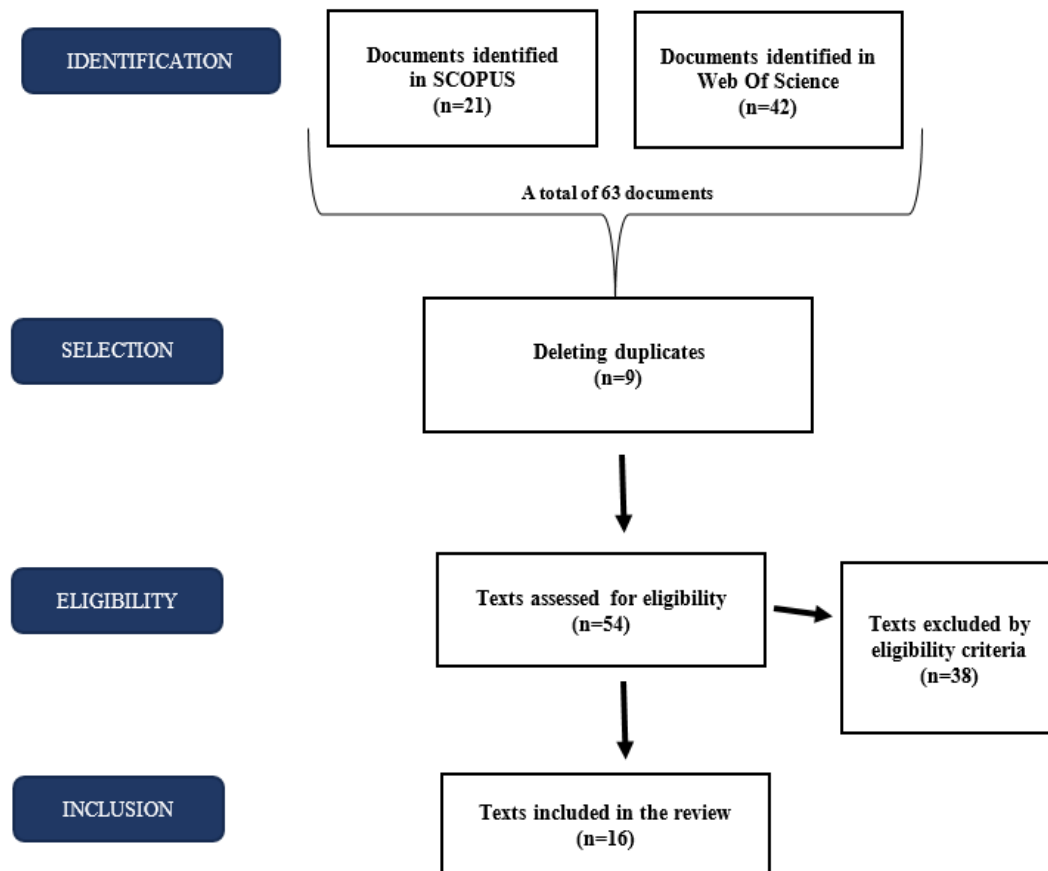 IDENTIFICATION
Documents identified
in SCOPUS
(n=21)
Documents identified in
Web Of Science
(n=42)
A total of 63 documents
SELECTION
Deleting duplicates
(n=9)
ELIGIBILITY
Texts assessed for eligibility
(n=54)
Texts excluded by
eligibility criteria
(n=38)
INCLUSION
Texts included in the review
(n=16)